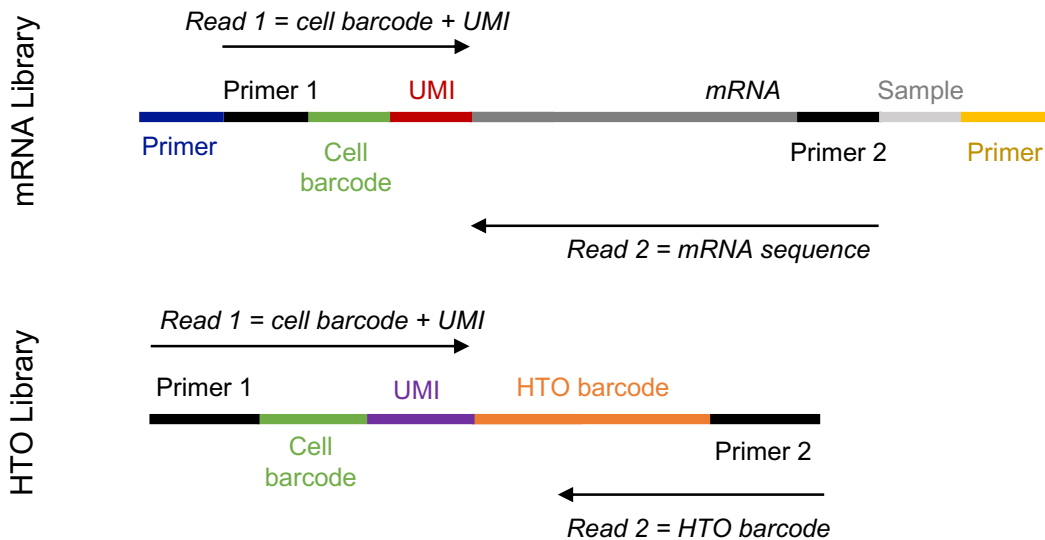 mRNA Library
Read 1 = cell barcode + UMI
Primer 1
UMI
mRNA
Sample
Primer
Cell
barcode
Primer 2
Primer
Read 2 = mRNA sequence
HTO Library
Read 1 = cell barcode + UMI
Primer 1
UMI
HTO barcode
Cell
barcode
Primer 2
Read 2 = HTO barcode